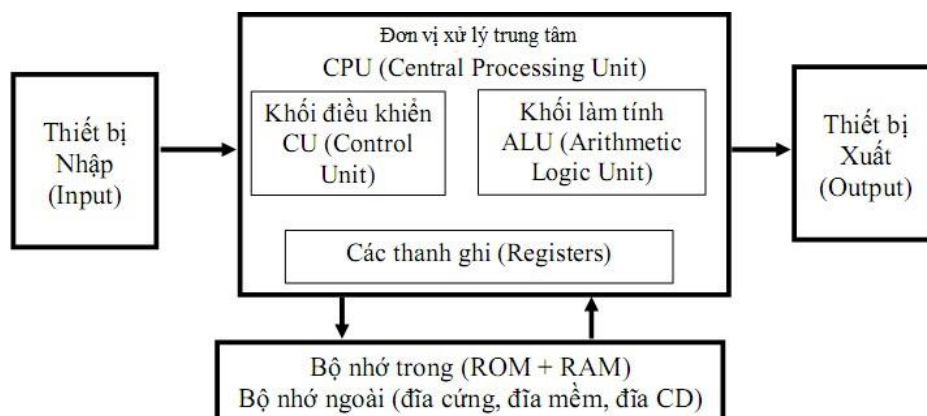 Đơn vị xử lý trung tâm
CPU (Central Processing Unit)
Thiết bị
Nhập
(Input)
Khối điều khiển
CU (Control
Unit)
Khối làm tính
ALU (Arithmetic
Logic Unit)
Thiết bị
Xuất
(Output)
Các thanh ghi (Registers)
Bộ nhớ trong (ROM + RAM)
Bộ nhớ ngoài (đĩa cứng, đĩa mềm, đĩa CD)